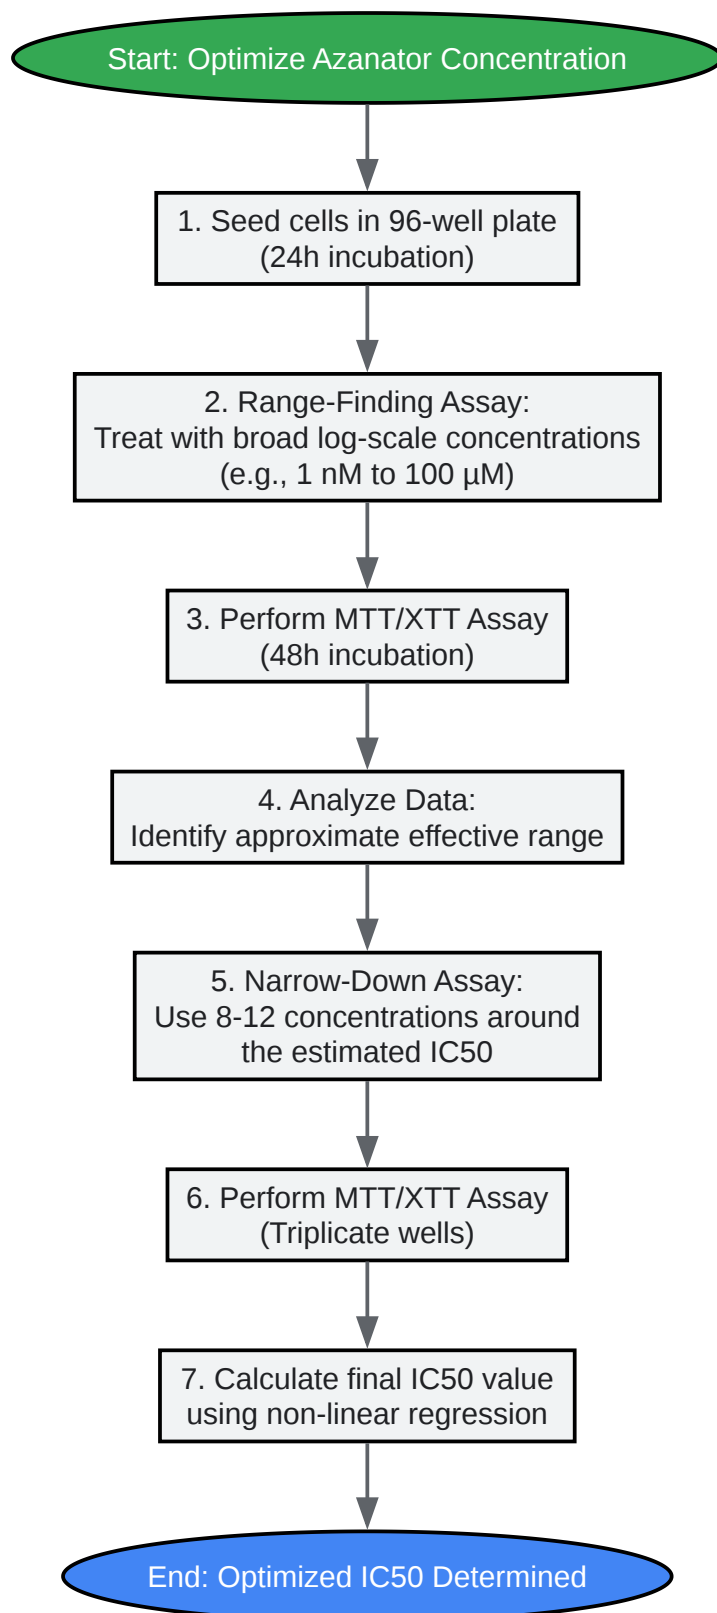 Start: Optimize Azanator Concentration
1. Seed cells in 96-well plate
(24h incubation)
2. Range-Finding Assay:
Treat with broad log-scale concentrations
(e.g., 1 nM to 100 µM)
3. Perform MTT/XTT Assay
(48h incubation)
4. Analyze Data:
Identify approximate effective range
5. Narrow-Down Assay:
Use 8-12 concentrations around
the estimated IC50
6. Perform MTT/XTT Assay
(Triplicate wells)
7. Calculate final IC50 value
using non-linear regression
End: Optimized IC50 Determined